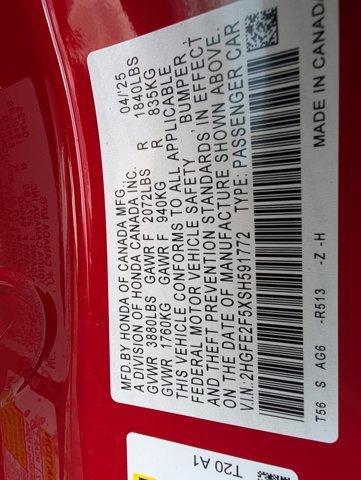 MFD.BY HONDA OF CANADA MFG. 04/'25
A DIVISION OF HONDA CANADA INC.
GVWR 3880LBS GAWR F 2072LBS R 1840LBS
GVWR 1760KG GAWR F 940KG R 835KG
THIS VEHICLE CONFORMS TO ALL APPLICABLE
FEDERAL MOTOR VEHICLE SAFETY, BUMPER,
AND THEFT PREVENTION STANDARDS, IN EFFECT
ON THE DATE OF MANUFACTURE SHOWN ABOVE.
V.I.N.:2HGFE2F5XSH591772 TYPE: PASSENGER CAR
T56 S AG6 -R513 -Z -H MADE IN CANADA
T20 A1